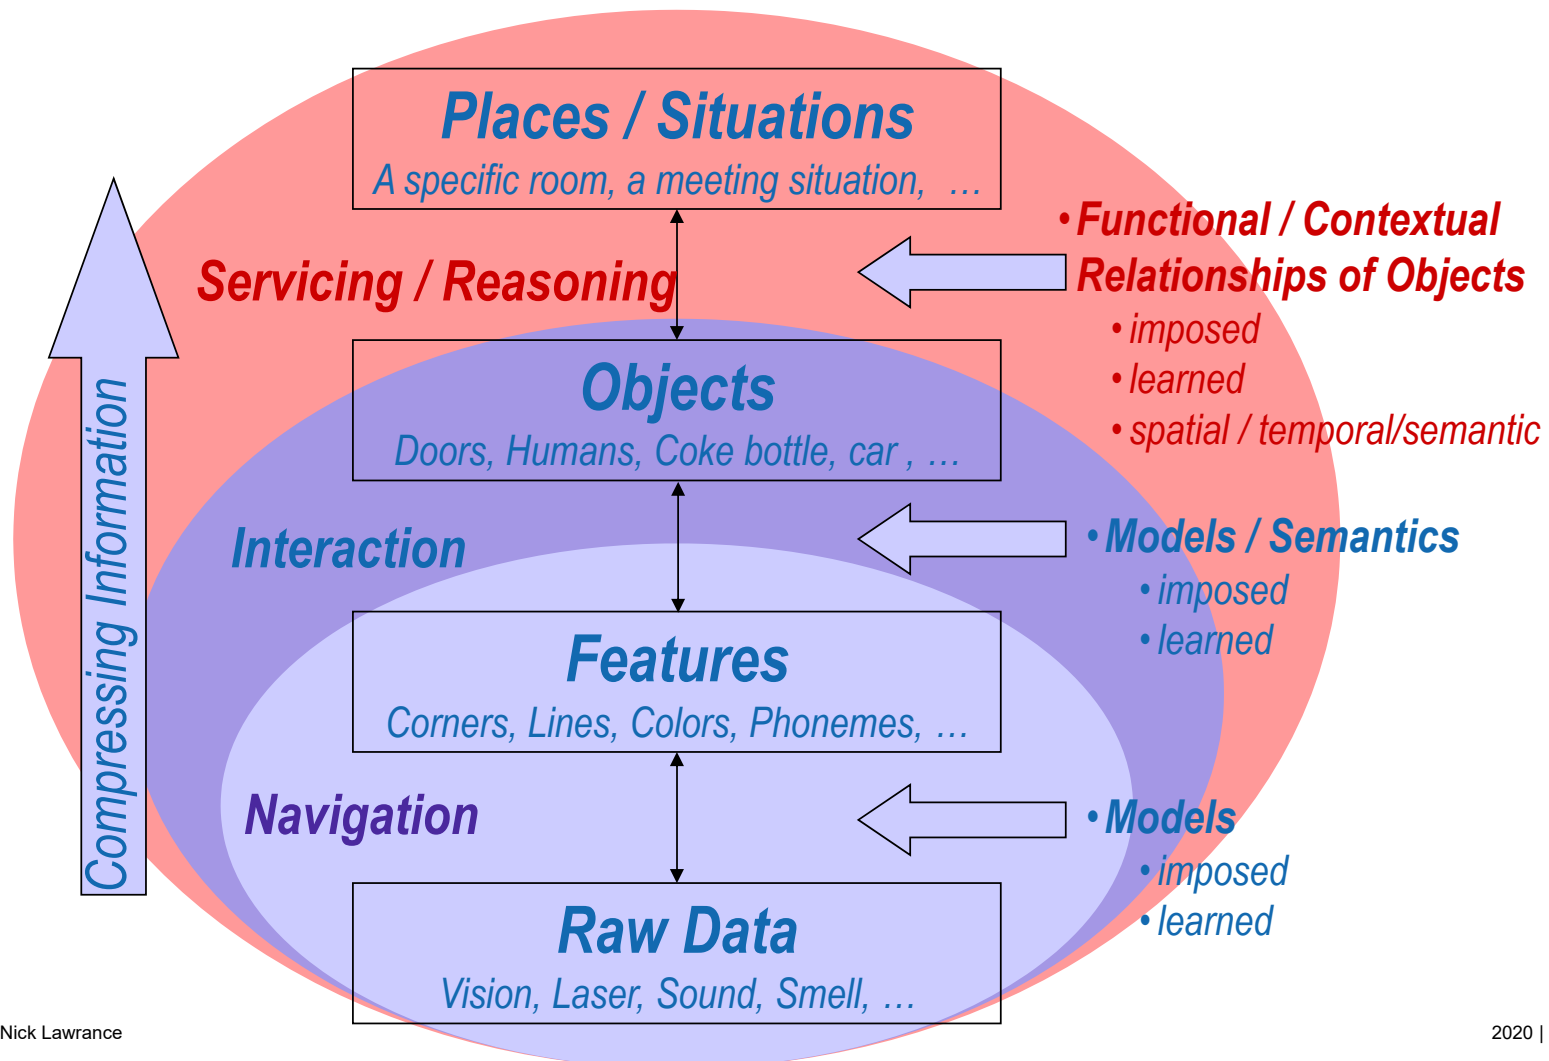 Places / Situations
A specific room, a meeting situation, …
• Functional / Contextual
Relationships of Objects
• imposed
• learned
• spatial / temporal/semantic
Servicing / Reasoning
Objects
Doors, Humans, Coke bottle, car , …
Interaction
• Models / Semantics
• imposed
• learned
Features
Corners, Lines, Colors, Phonemes, …
Navigation
• Models
• imposed
• learned
Raw Data
Vision, Laser, Sound, Smell, …
Compressing Information
Nick Lawrance
2020 |